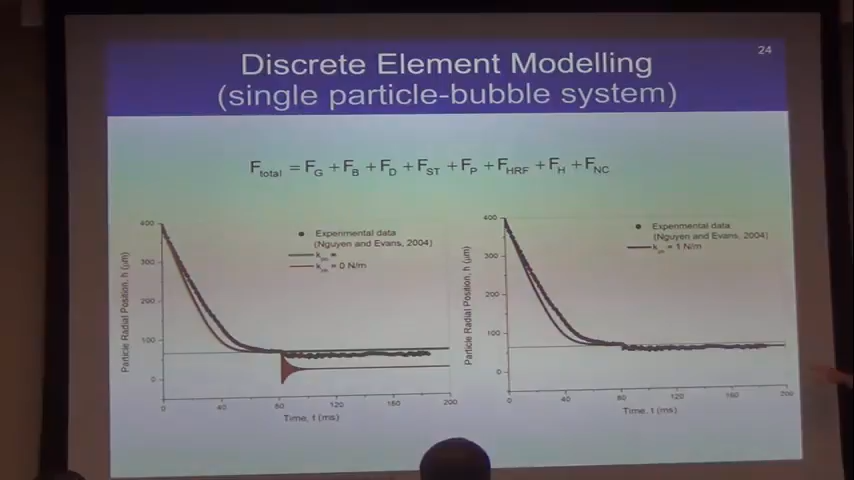 24
Discrete Element Modelling
(single particle-bubble system)
F_total = F_G + F_B + F_D + F_ST + F_P + F_HRF + F_H + F_NC
400
300
200
100
0
Particle Radial Position, h (μm)
Experimental data
(Nguyen and Evans, 2004)
k =
k = 0 N/m
0
40
80
120
160
200
Time, t (ms)
400
300
200
100
0
Particle Radial Position, h (μm)
Experimental data
(Nguyen and Evans, 2004)
k = 1 N/m
0
40
80
120
160
200
Time, t (ms)